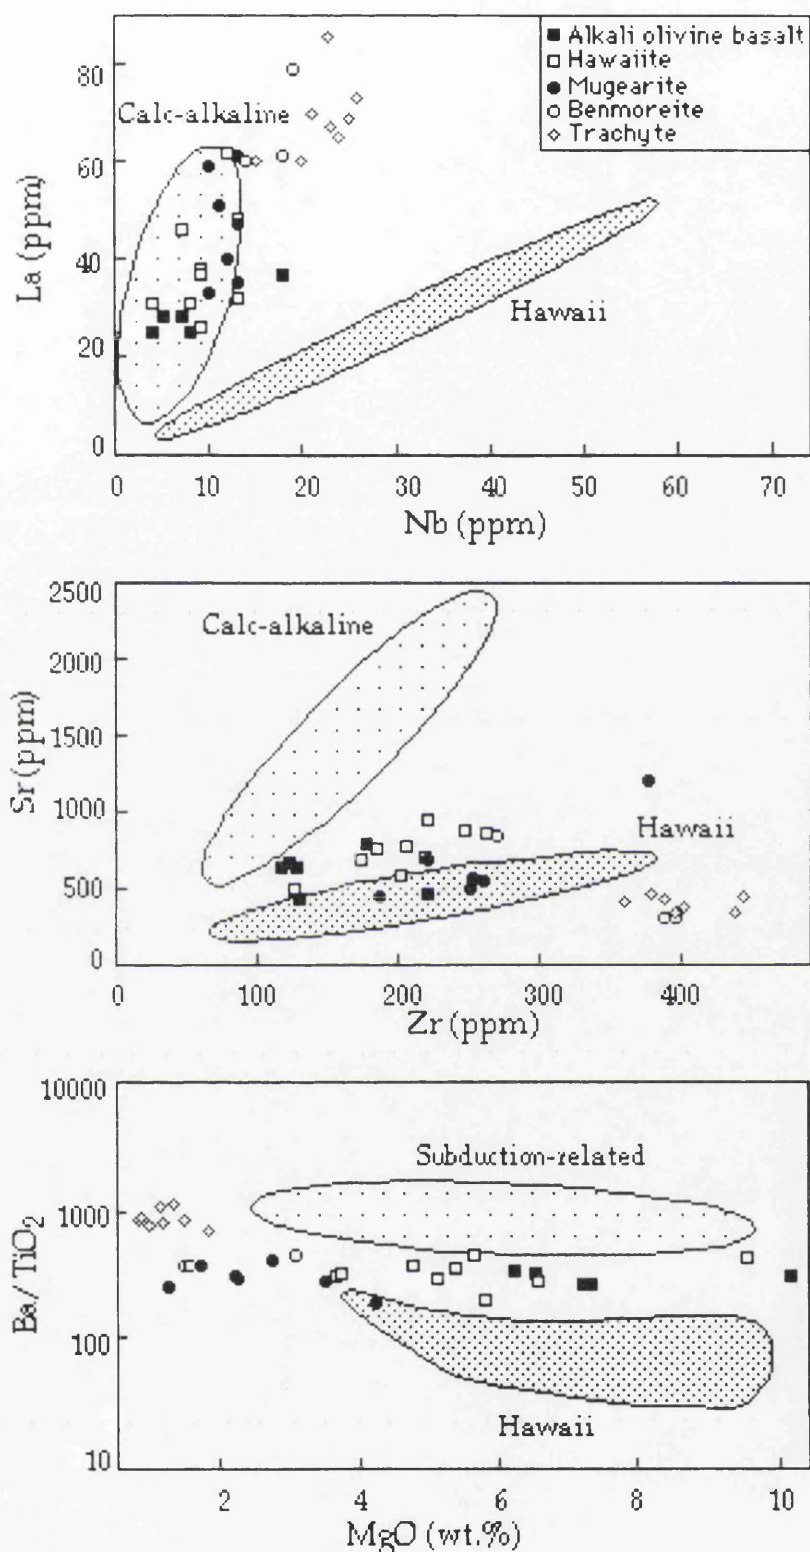 80
60
40
20
0
La (ppm)
Calc-alkaline
Alkali olivine basalt
Hawaiite
Mugearite
Benmoreite
Trachyte
Hawaii
0 10 20 30 40 50 60 70
Nb (ppm)
2500
2000
1500
1000
500
0
Sr (ppm)
Calc-alkaline
Hawaii
0 100 200 300 400
Zr (ppm)
10000
1000
100
10
Ba/TiO₂
Subduction-related
Hawaii
2 4 6 8 10
MgO (wt.%)